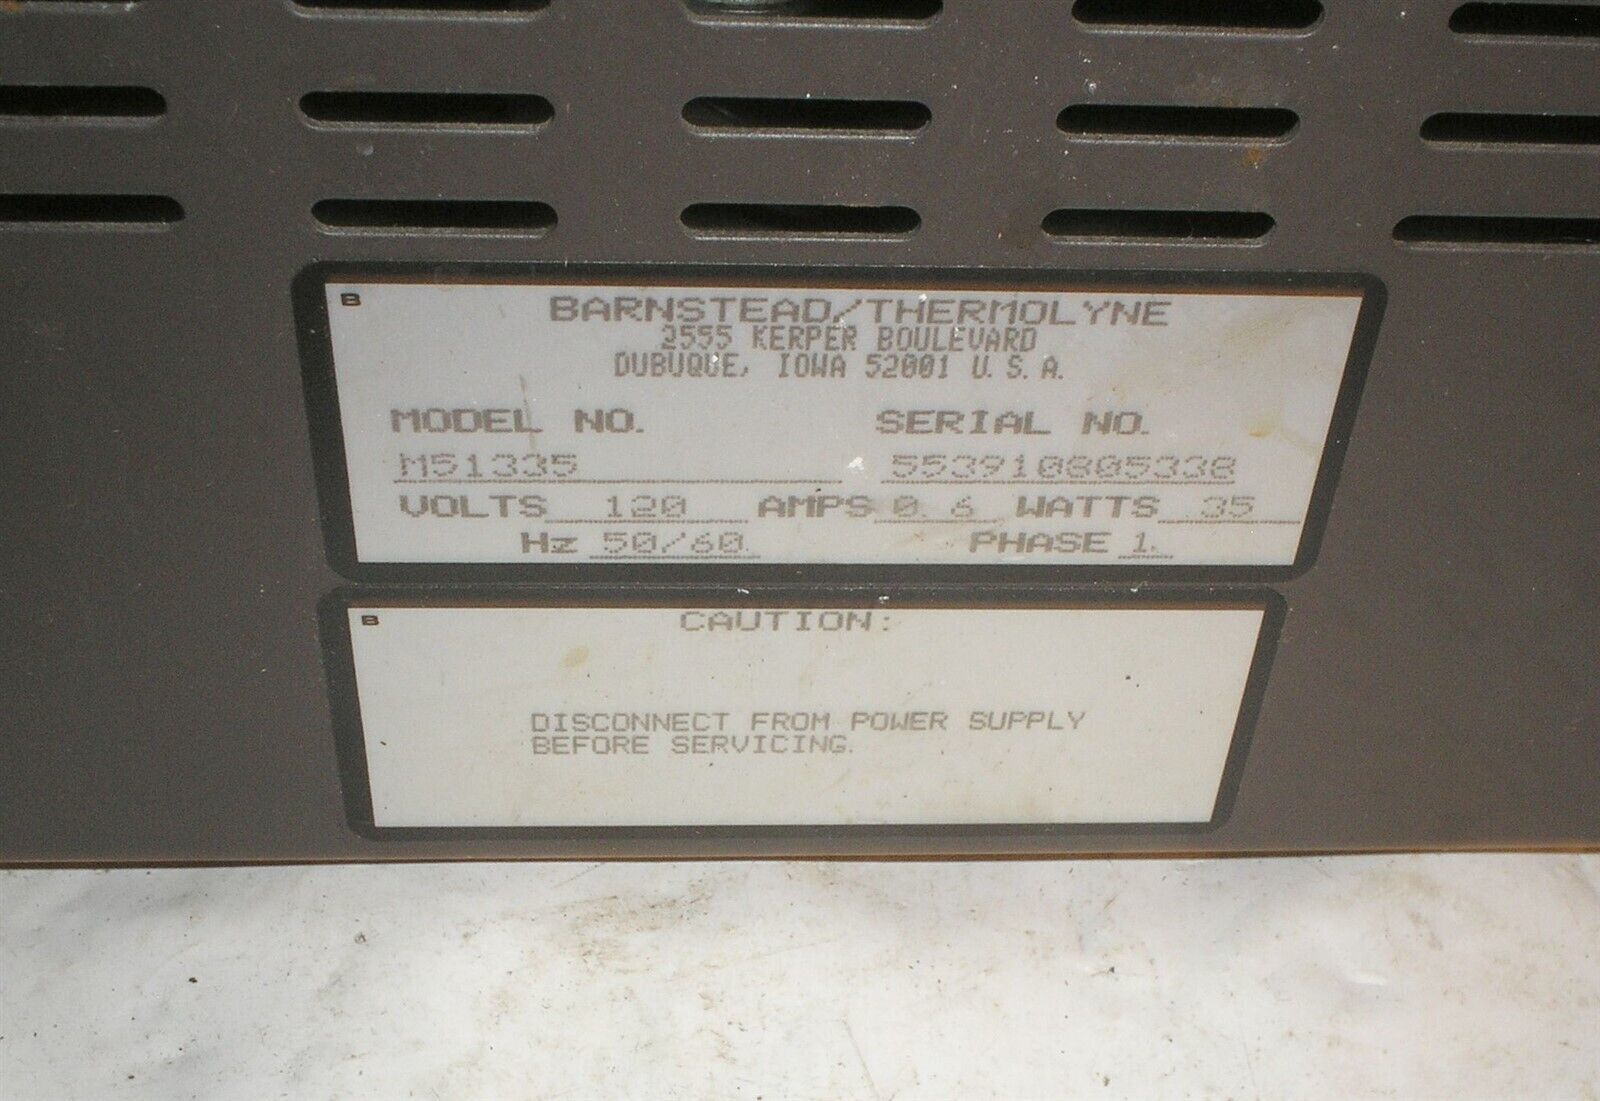 B
BARNSTEAD/THERMOLYNE
2555 KERPER BOULEVARD
DUBUQUE, IOWA 52001 U.S.A.
MODEL NO. SERIAL NO.
M51335 553910805338
VOLTS 120 AMPS 0.6 WATTS 35
Hz 50/60 PHASE 1
B
CAUTION:
DISCONNECT FROM POWER SUPPLY
BEFORE SERVICING.